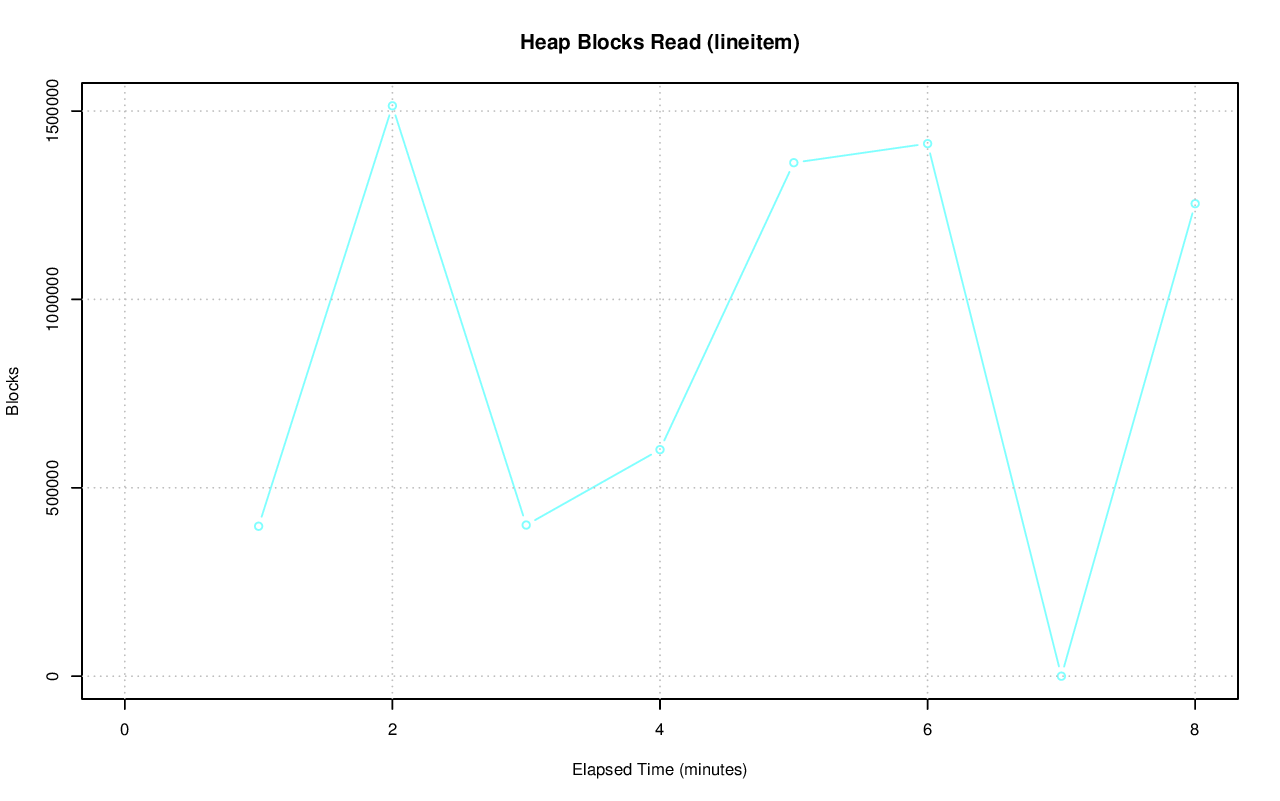 Heap Blocks Read (lineitem)
1500000
1000000
500000
0
Blocks
0 2 4 6 8
Elapsed Time (minutes)